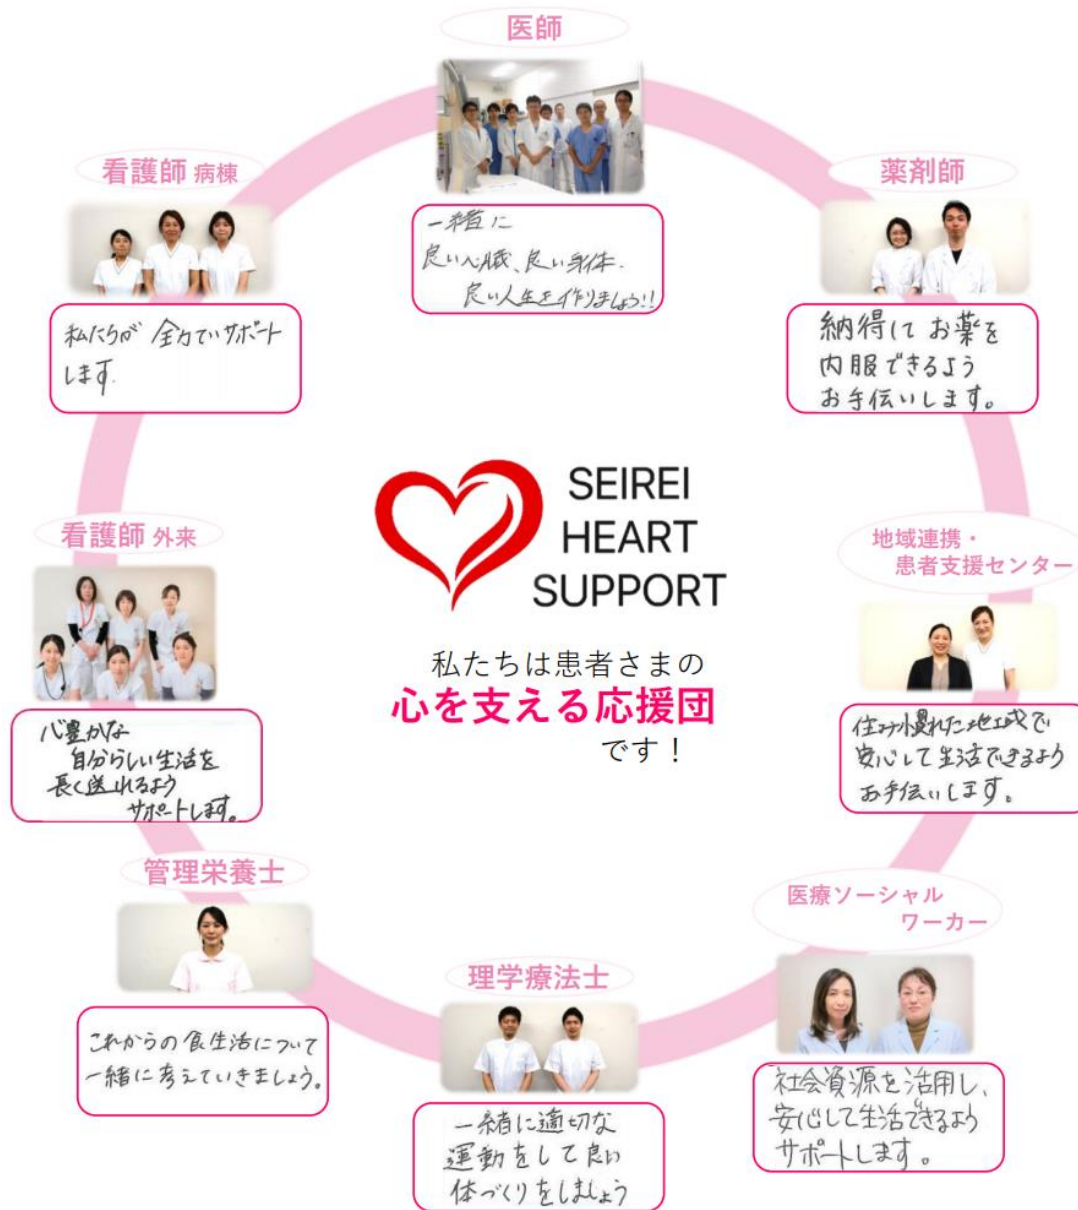 医師
一緒に
良い心臓、良い身体、
良い人生を作りましょう!!
薬剤師
納得して お薬を
内服できるよう
お手伝いします。
地域連携・
患者支援センター
住み慣れた地域で
安心して生活できるよう
お手伝いします。
医療ソーシャル
ワーカー
社会資源を活用し、
安心して生活できるよう
サポートします。
理学療法士
一緒に適切な
運動をして良い
体づくりをしましょう
管理栄養士
これからの食生活について
一緒に考えていきましょう。
看護師 外来
心豊かな
自分らしい生活を
長く送れるよう
サポートします。
看護師 病棟
私たちが 全力でサポート
します.
SEIREI
HEART
SUPPORT
私たちは患者さまの
心を支える応援団
です！